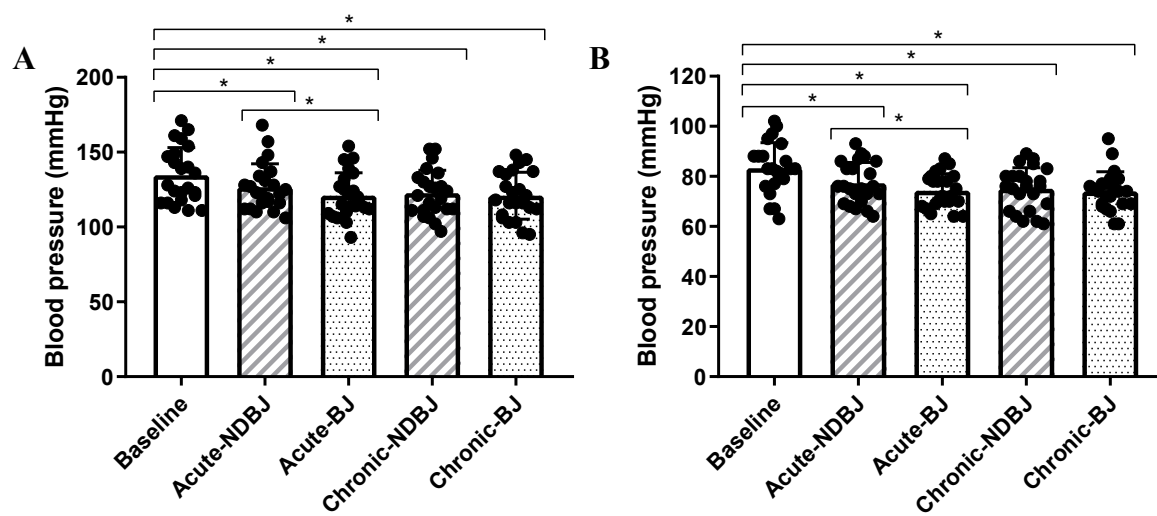 A
*
*
*
*
*
Blood pressure (mmHg)
200
150
100
50
0
Baseline
Acute-NDBJ
Acute-BJ
Chronic-NDBJ
Chronic-BJ
B
*
*
*
*
*
Blood pressure (mmHg)
120
100
80
60
40
20
0
Baseline
Acute-NDBJ
Acute-BJ
Chronic-NDBJ
Chronic-BJ